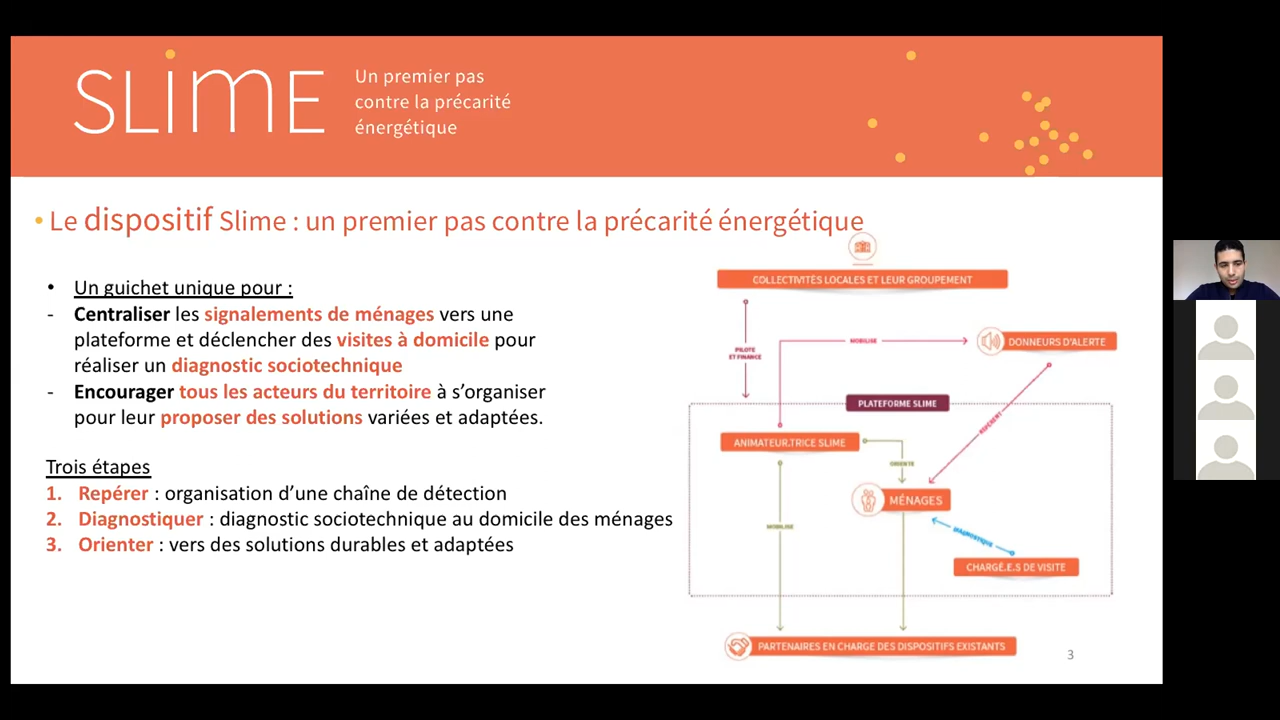 SLiME
Un premier pas
contre la précarité
énergétique
• Le dispositif Slime : un premier pas contre la précarité énergétique
• Un guichet unique pour :
- Centraliser les signalements de ménages vers une
plateforme et déclencher des visites à domicile pour
réaliser un diagnostic sociotechnique
- Encourager tous les acteurs du territoire à s’organiser
pour leur proposer des solutions variées et adaptées.
Trois étapes
1. Repérer : organisation d’une chaîne de détection
2. Diagnostiquer : diagnostic sociotechnique au domicile des ménages
3. Orienter : vers des solutions durables et adaptées
COLLECTIVITÉS LOCALES ET LEUR GROUPEMENT
PILOTE
ET FINANCE
MOBILISE
DONNEURS D'ALERTE
PLATEFORME SLIME
REPÈRENT
ANIMATEUR.TRICE SLIME
ORIENTE
MÉNAGES
MOBILISE
DIAGNOSTIQUE
CHARGÉ.E.S DE VISITE
PARTENAIRES EN CHARGE DES DISPOSITIFS EXISTANTS
3